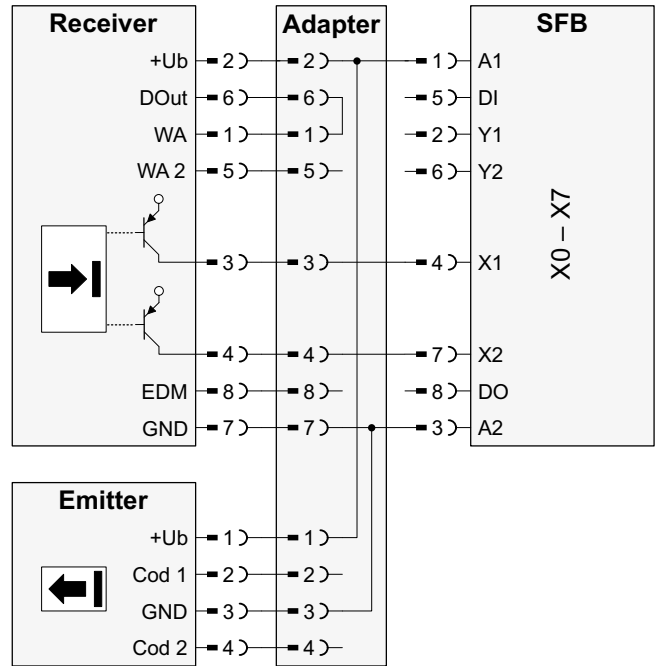 Receiver Adapter SFB
+Ub 2 2 1 A1
DOut 6 6 5 DI
WA 1 1 2 Y1
WA 2 5 5 6 Y2
X0 – X7
3 3 4 X1
4 4 7 X2
EDM 8 8 8 DO
GND 7 7 3 A2
Emitter
+Ub 1 1
Cod 1 2 2
GND 3 3
Cod 2 4 4